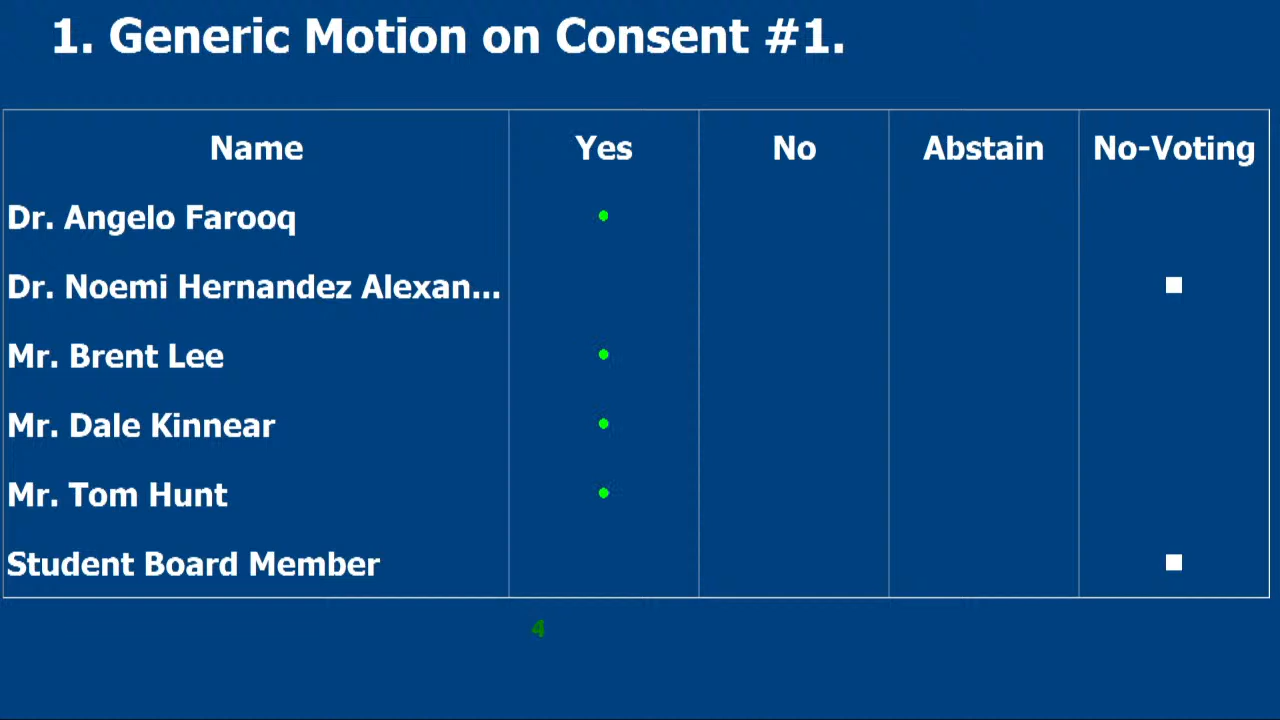 1. Generic Motion on Consent #1.
Name Yes No Abstain No-Voting
Dr. Angelo Farooq
Dr. Noemi Hernandez Alexan...
Mr. Brent Lee
Mr. Dale Kinnear
Mr. Tom Hunt
Student Board Member
4